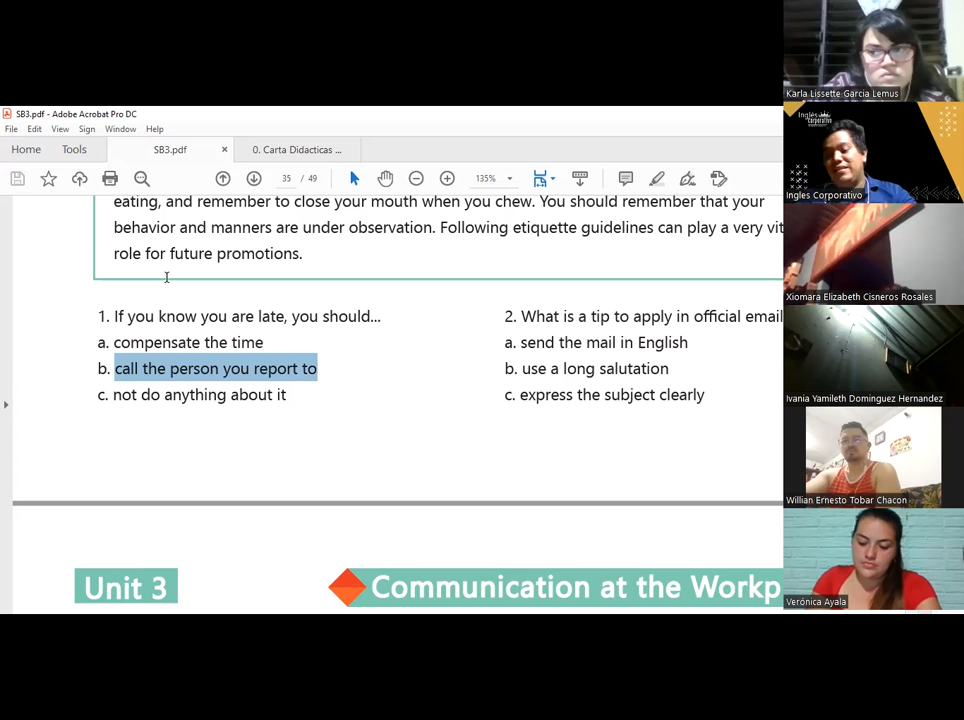 SB3.pdf - Adobe Acrobat Pro DC
File Edit View Sign Window Help
Home Tools SB3.pdf × 0. Carta Didacticas ...
35 / 49 135%
eating, and remember to close your mouth when you chew. You should remember that your
behavior and manners are under observation. Following etiquette guidelines can play a very vit
role for future promotions.
1. If you know you are late, you should...
a. compensate the time
b. call the person you report to
c. not do anything about it
2. What is a tip to apply in official email
a. send the mail in English
b. use a long salutation
c. express the subject clearly
Unit 3
Communication at the Workp
Karla Lissette Garcia Lemus
Inglés
corporativo
Ingles Corporativo
Xiomara Elizabeth Cisneros Rosales
Ivania Yamileth Dominguez Hernandez
Willian Ernesto Tobar Chacon
Verónica Ayala